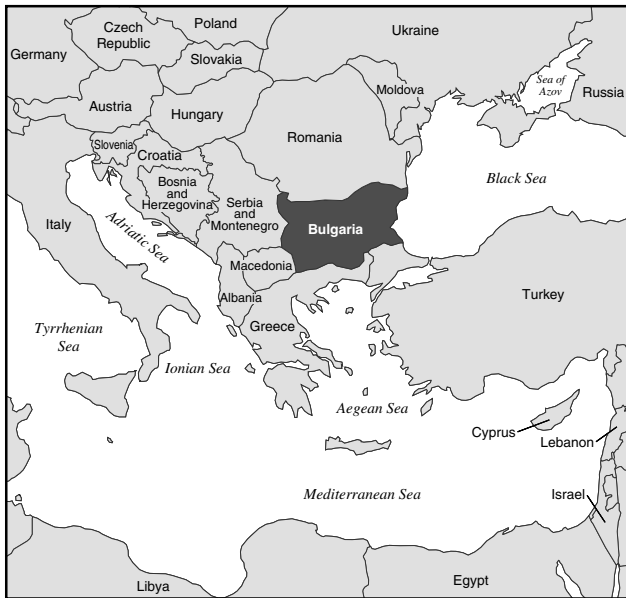 Poland
Ukraine
Czech
Republic
Germany
Slovakia
Sea of
Azov
Russia
Moldova
Austria
Hungary
Romania
Slovenia
Croatia
Black Sea
Bosnia
and
Herzegovina
Serbia
and
Montenegro
Italy
Adriatic Sea
Bulgaria
Macedonia
Turkey
Albania
Greece
Tyrrhenian
Sea
Ionian Sea
Aegean Sea
Cyprus
Lebanon
Mediterranean Sea
Israel
Libya
Egypt